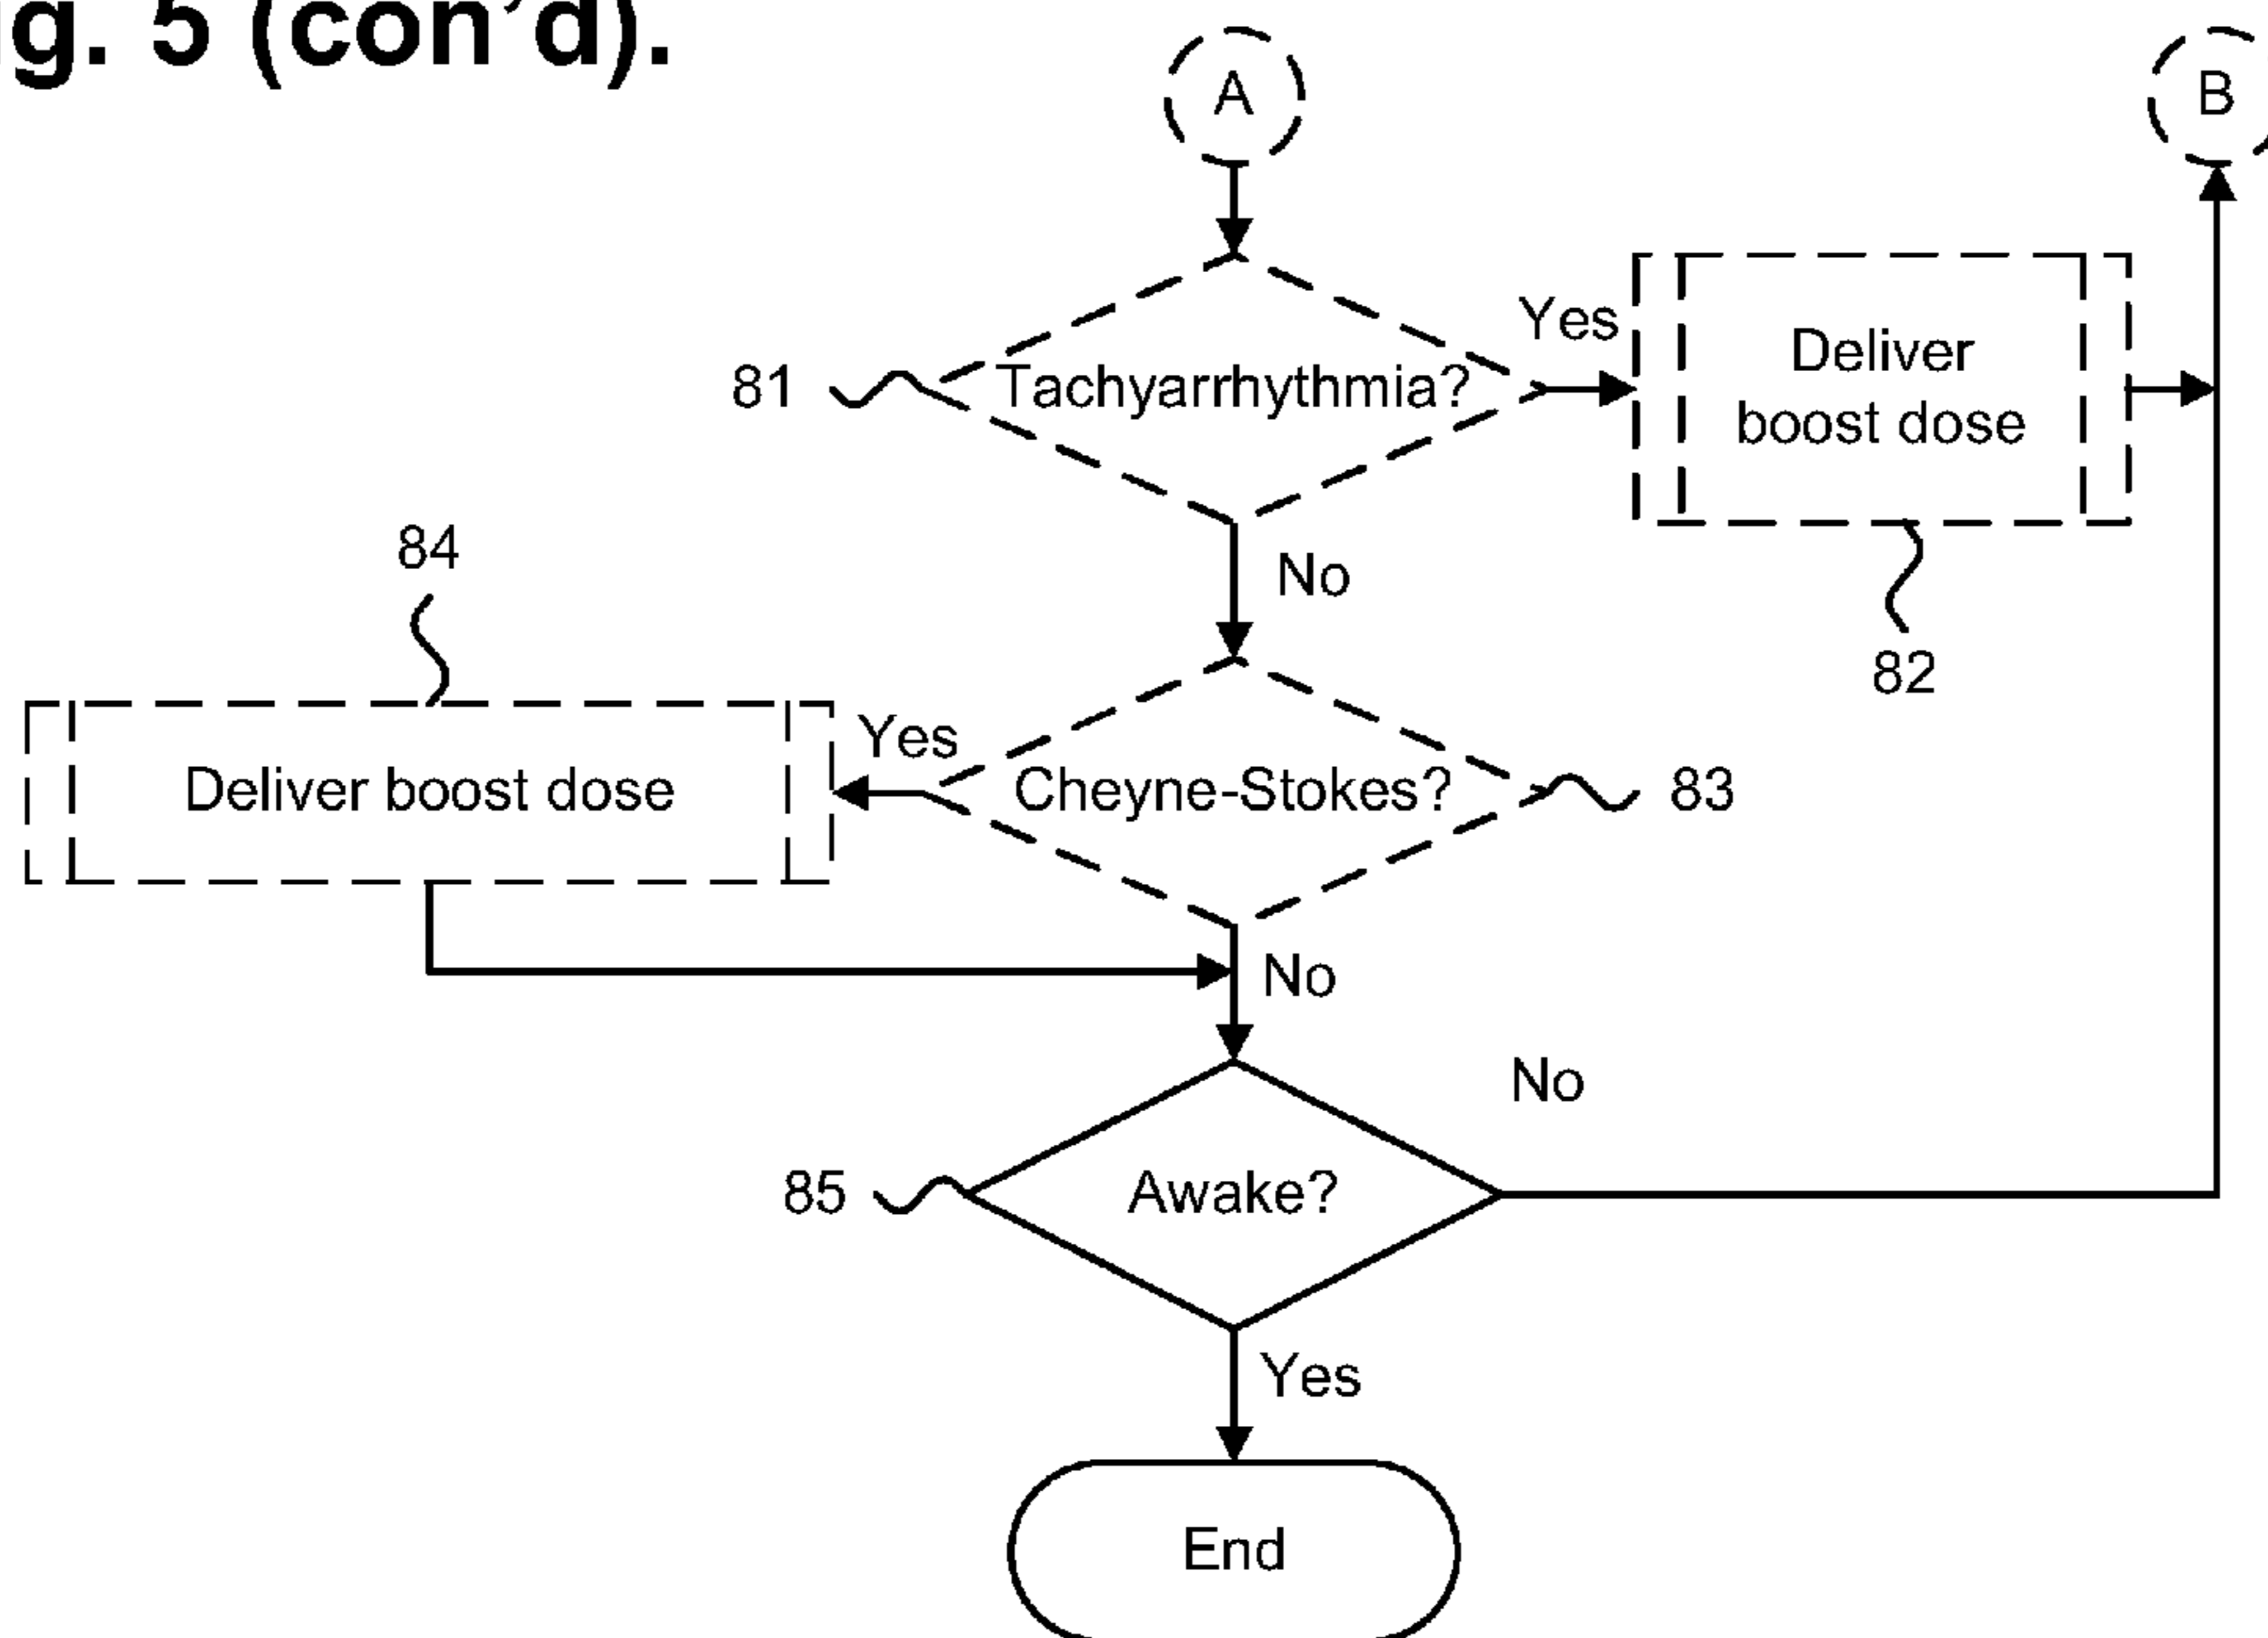 g. 5 (con'd).
A
B
Tachyarrhythmia?
81
Yes
Deliver
boost dose
82
No
84
Yes
Deliver boost dose
Cheyne-Stokes?
83
No
No
85
Awake?
Yes
End